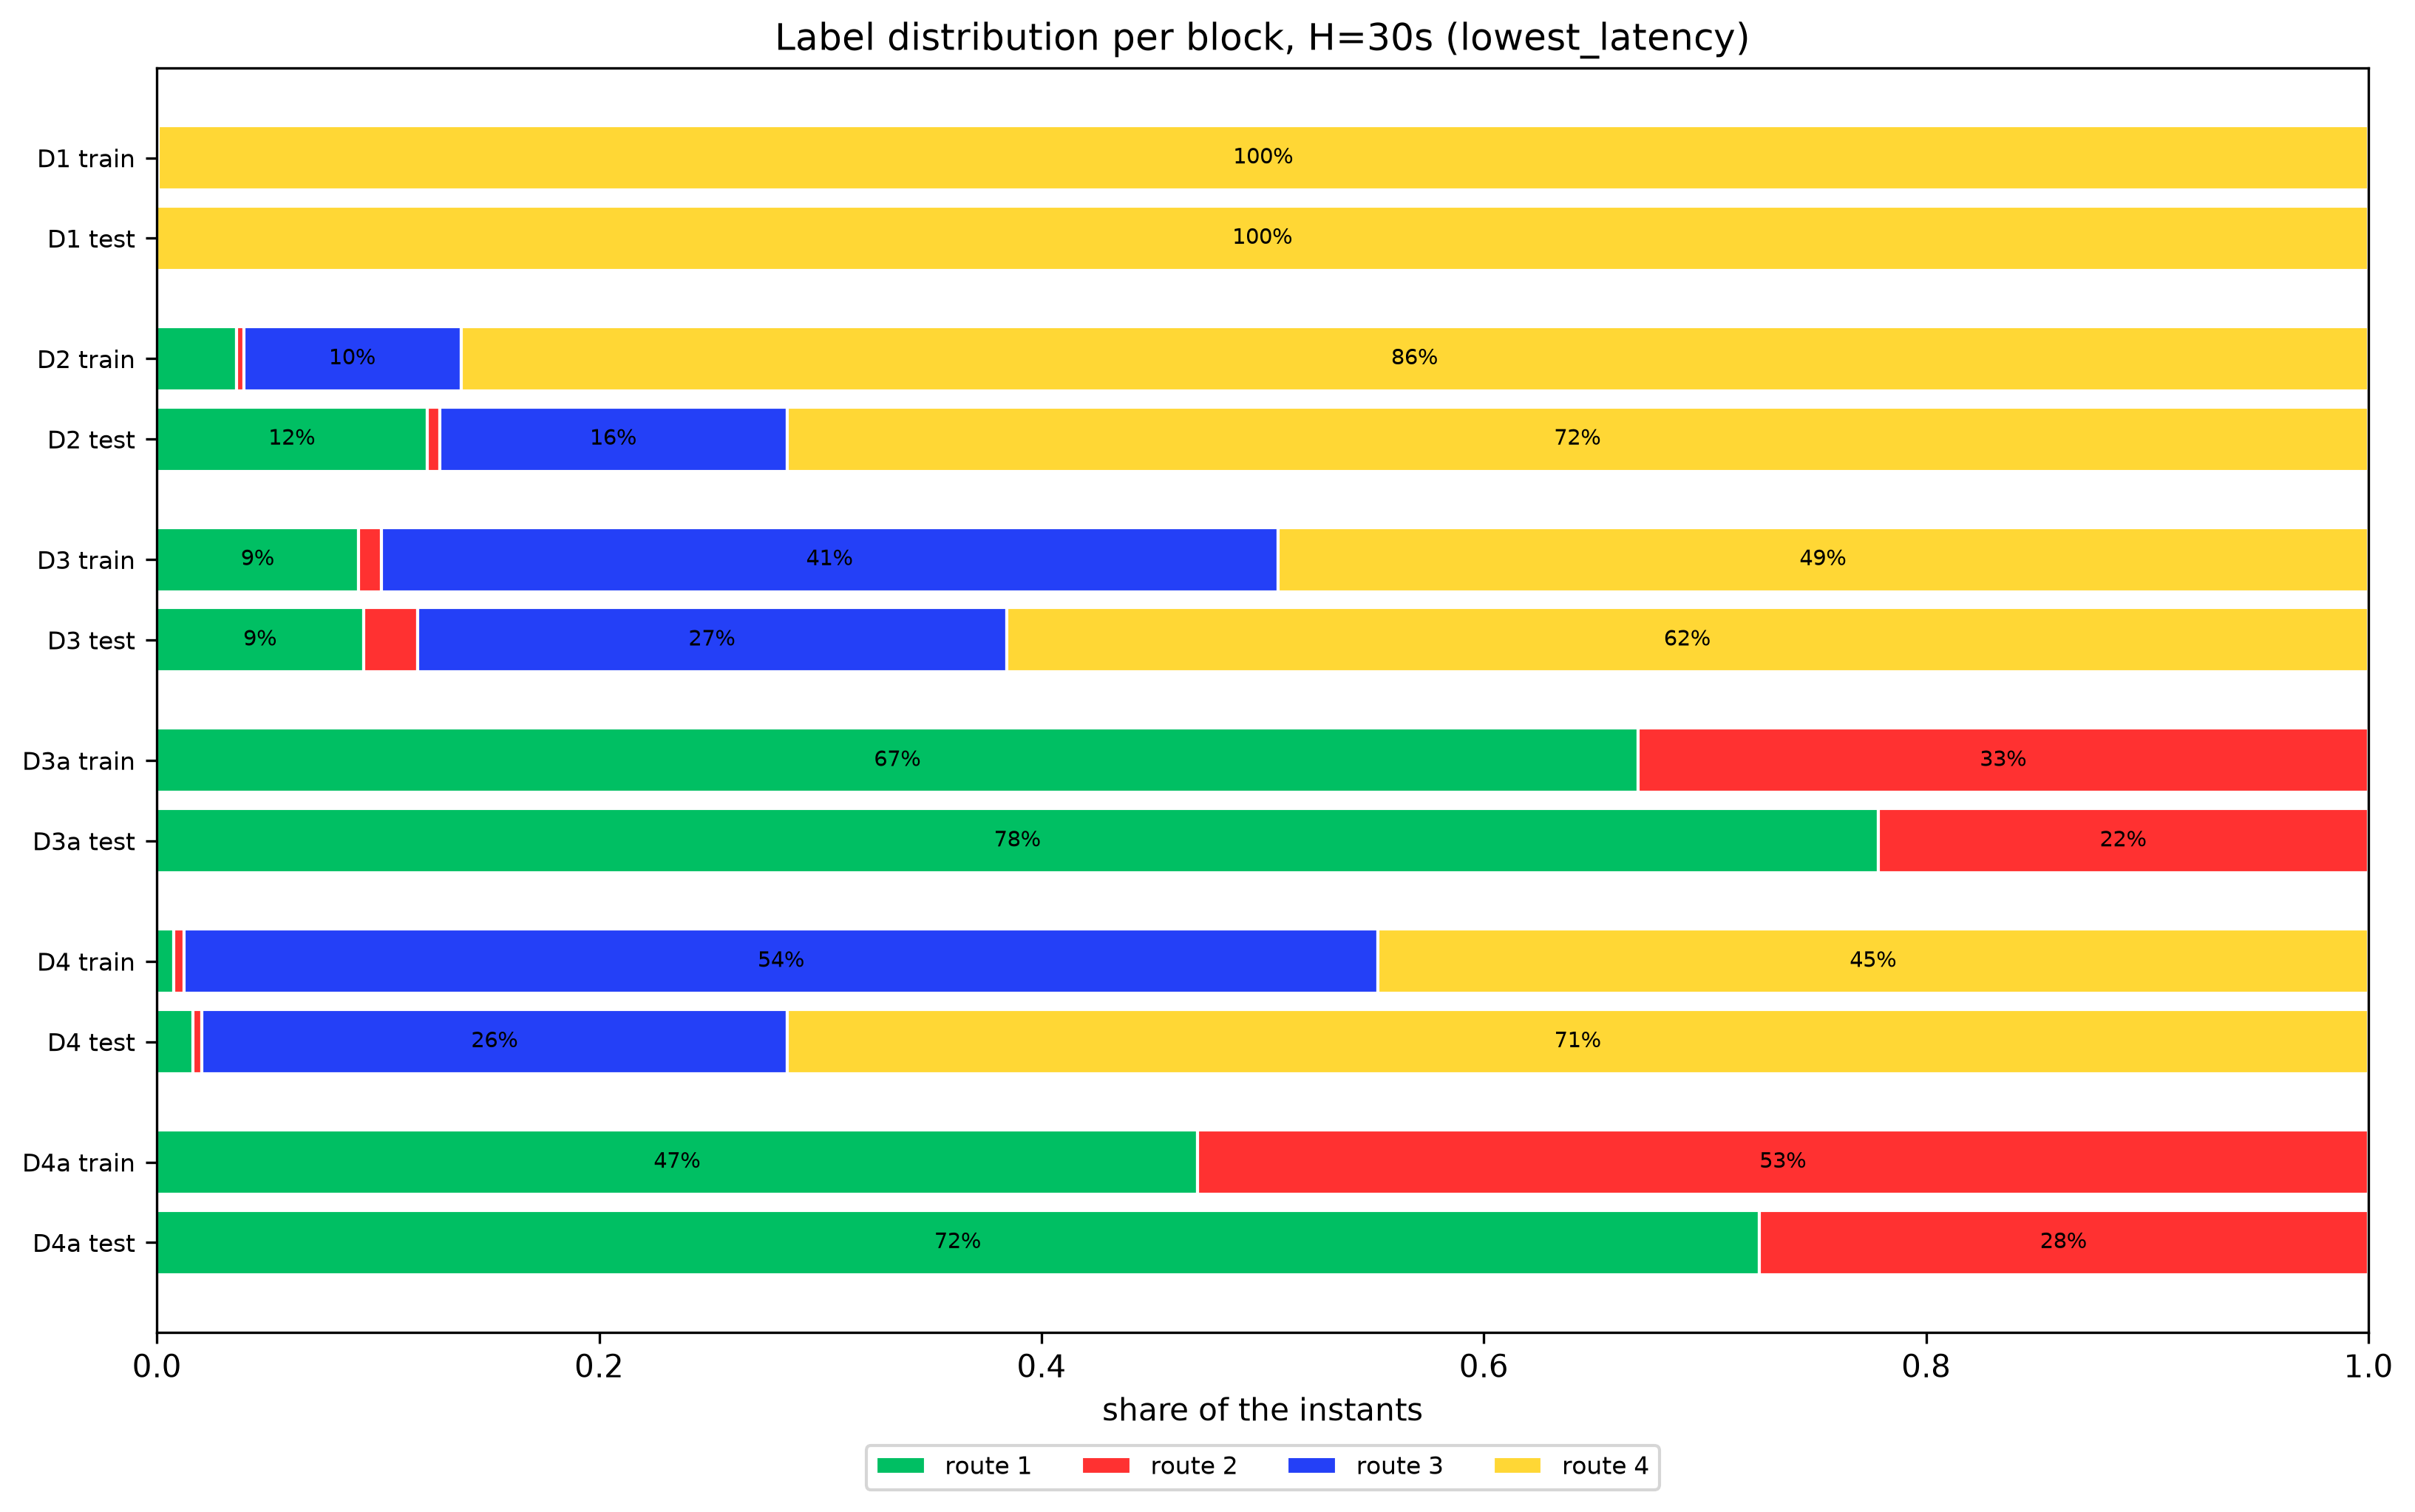 Label distribution per block, H=30s (lowest_latency)
D1 train 100%
D1 test 100%
D2 train 10% 86%
D2 test 12% 16% 72%
D3 train 9% 41% 49%
D3 test 9% 27% 62%
D3a train 67% 33%
D3a test 78% 22%
D4 train 54% 45%
D4 test 26% 71%
D4a train 47% 53%
D4a test 72% 28%
0.0 0.2 0.4 0.6 0.8 1.0
share of the instants
route 1 route 2 route 3 route 4